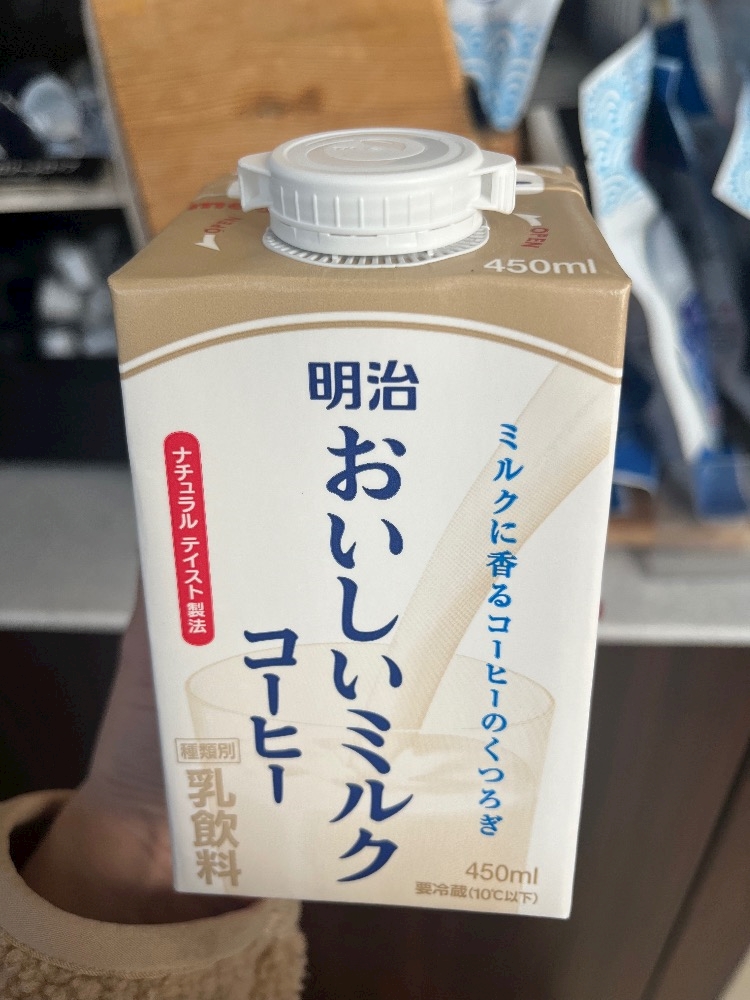 OPEN
450ml
明治
おいしいミルク
コーヒー
ミルクに香るコーヒーのくつろぎ
ナチュラル テイスト製法
種類別
乳飲料
450ml
要冷蔵(10℃以下)